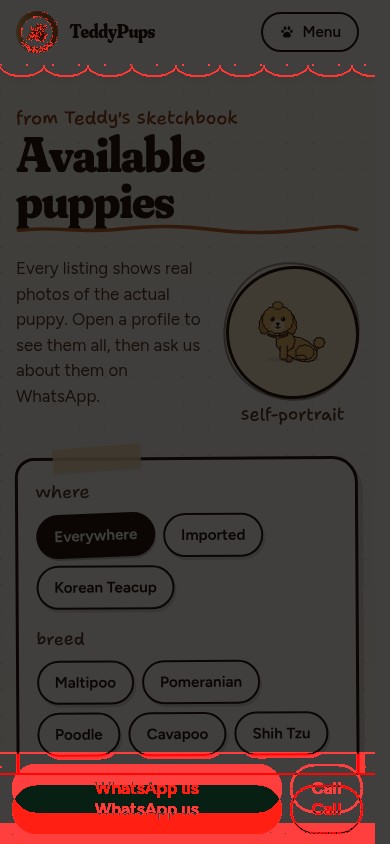 TeddyPups
Menu
from Teddy's sketchbook
Available
puppies
Every listing shows real
photos of the actual
puppy. Open a profile to
see them all, then ask us
about them on
WhatsApp.
self-portrait
where
Everywhere
Imported
Korean Teacup
breed
Maltipoo
Pomeranian
Poodle
Cavapoo
Shih Tzu
WhatsApp us
Call
WhatsApp us
Call